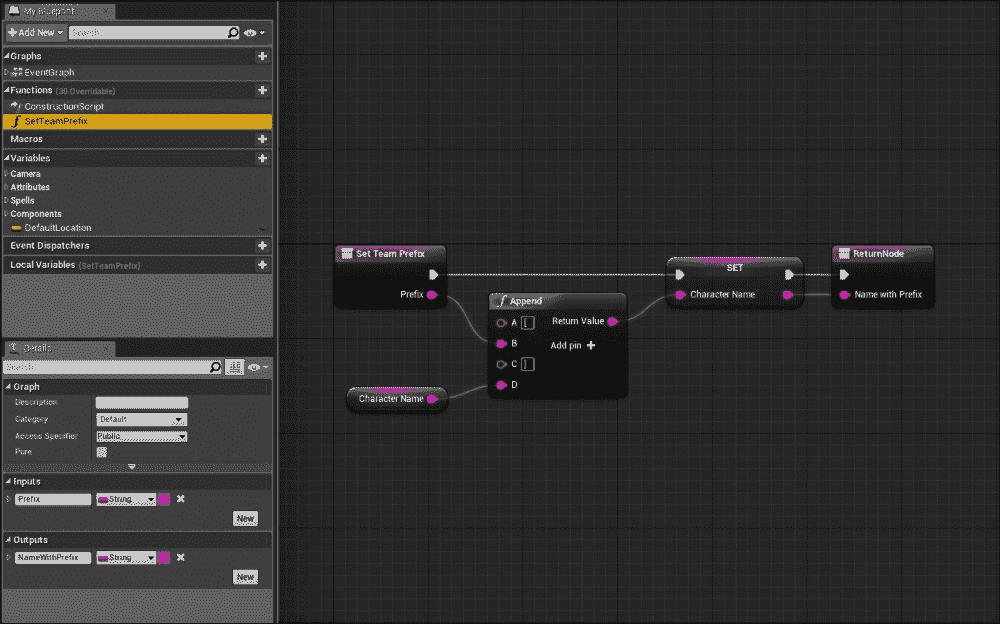 My Blueprint
+Add New Search
Graphs
EventGraph
Functions (30 Overridable)
ConstructionScript
SetTeamPrefix
Macros
Variables
Camera
Attributes
Spells
Components
DefaultLocation
Event Dispatchers
Local Variables (SetTeamPrefix)
Details
Search
Graph
Description
Category Default
Access Specifier Public
Pure
Inputs
Prefix String
New
Outputs
NameWithPrefix String
New
Set Team Prefix
Prefix
Character Name
Append
A [
B
C ]
D
Return Value
Add pin +
SET
Character Name
ReturnNode
Name with Prefix